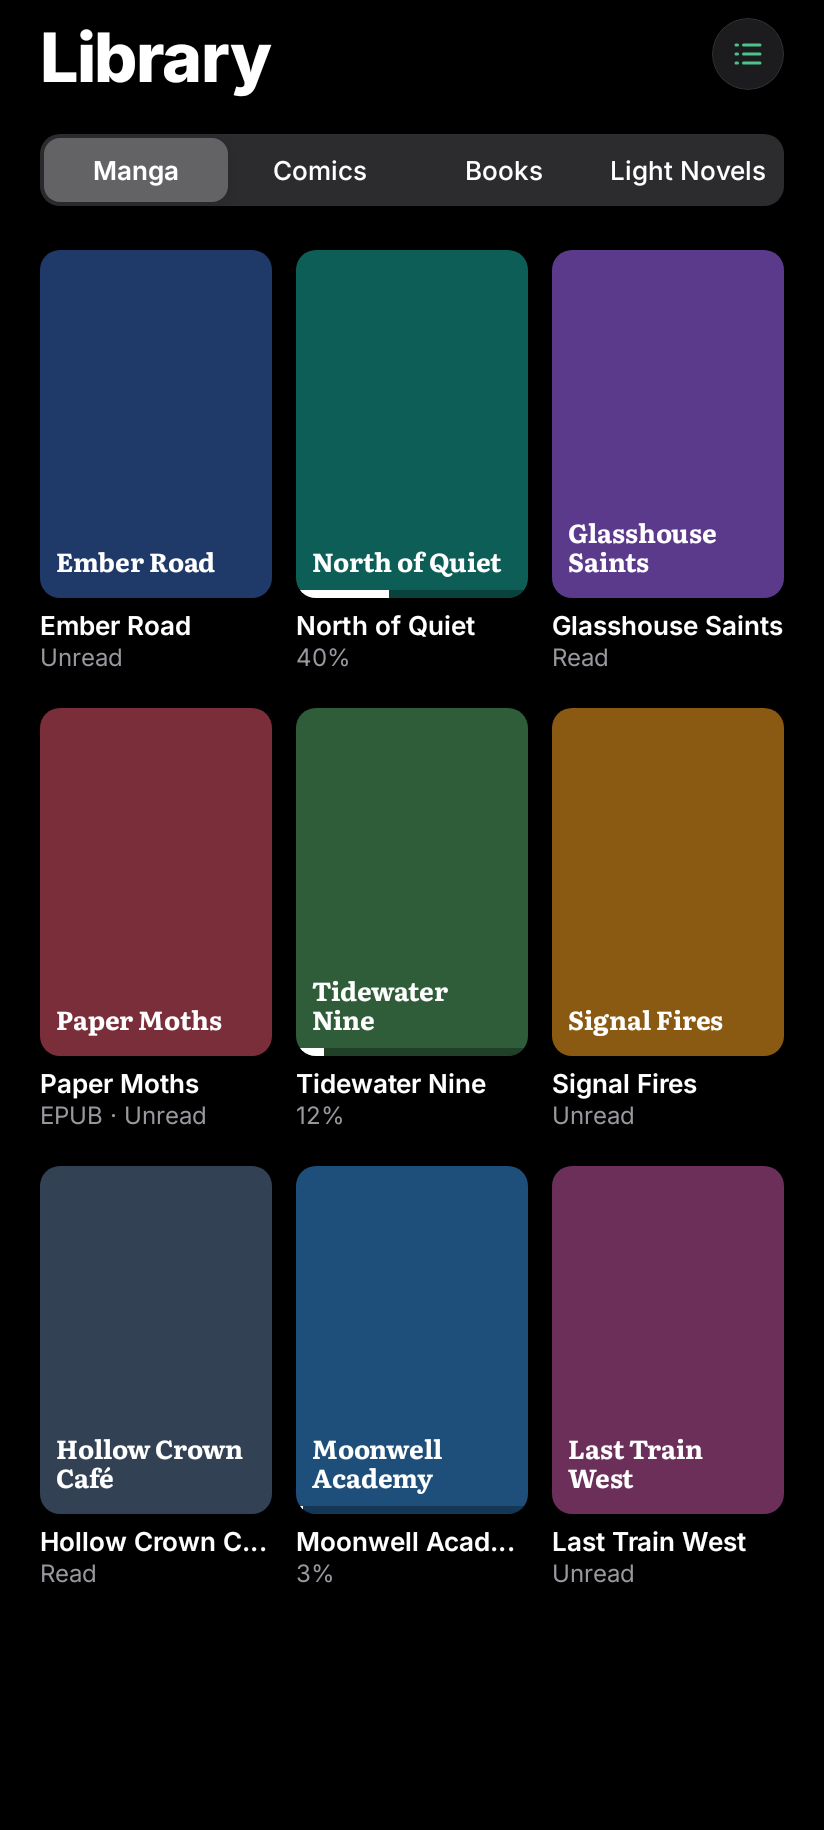 Library
Manga Comics Books Light Novels
Ember Road
North of Quiet
Glasshouse
Saints
Ember Road
Unread
North of Quiet
40%
Glasshouse Saints
Read
Paper Moths
Tidewater
Nine
Signal Fires
Paper Moths
EPUB · Unread
Tidewater Nine
12%
Signal Fires
Unread
Hollow Crown
Café
Moonwell
Academy
Last Train
West
Hollow Crown C...
Read
Moonwell Acad...
3%
Last Train West
Unread